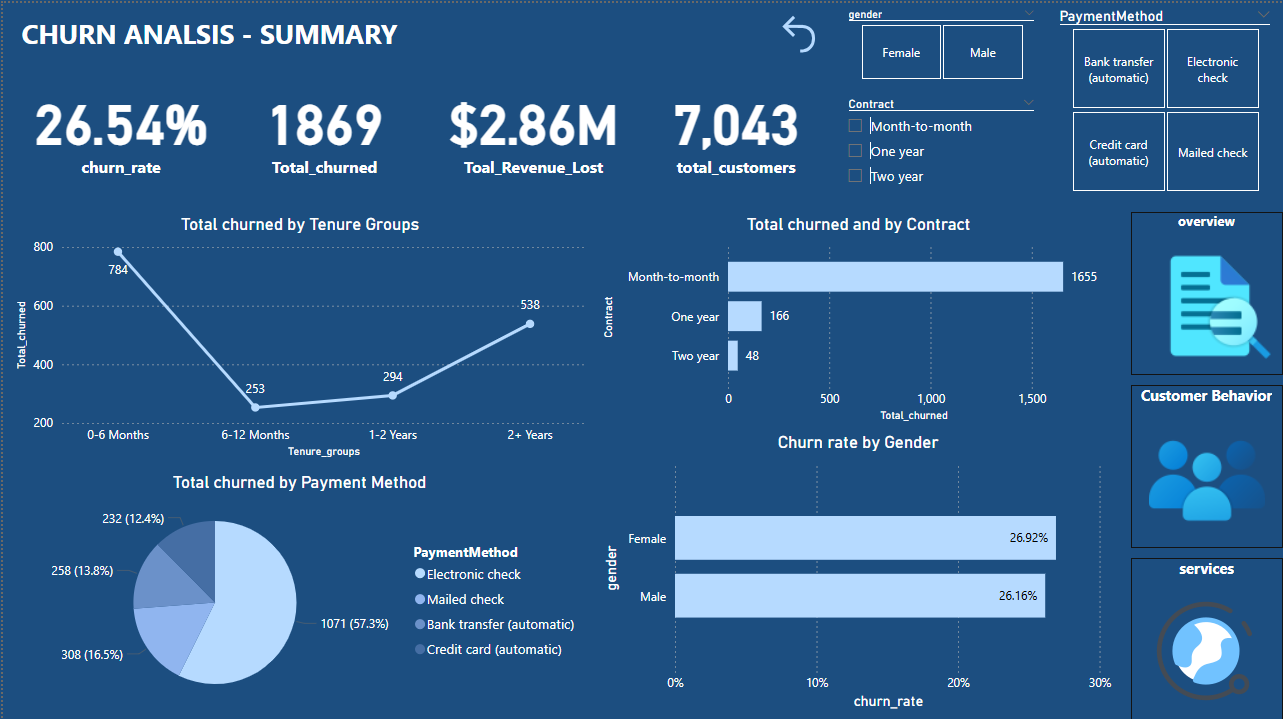 CHURN ANALSIS - SUMMARY
gender
Female
Male
PaymentMethod
Bank transfer
(automatic)
Electronic
check
Credit card
(automatic)
Mailed check
Contract
Month-to-month
One year
Two year
26.54%
churn_rate
1869
Total_churned
$2.86M
Toal_Revenue_Lost
7,043
total_customers
Total churned by Tenure Groups
Total_churned
800
600
400
200
784
253
294
538
0-6 Months
6-12 Months
1-2 Years
2+ Years
Tenure_groups
Total churned and by Contract
Contract
Month-to-month
1655
One year
166
Two year
48
0
500
1,000
1,500
Total_churned
overview
Customer Behavior
services
Total churned by Payment Method
232 (12.4%)
258 (13.8%)
308 (16.5%)
1071 (57.3%)
PaymentMethod
Electronic check
Mailed check
Bank transfer (automatic)
Credit card (automatic)
Churn rate by Gender
gender
Female
26.92%
Male
26.16%
0%
10%
20%
30%
churn_rate